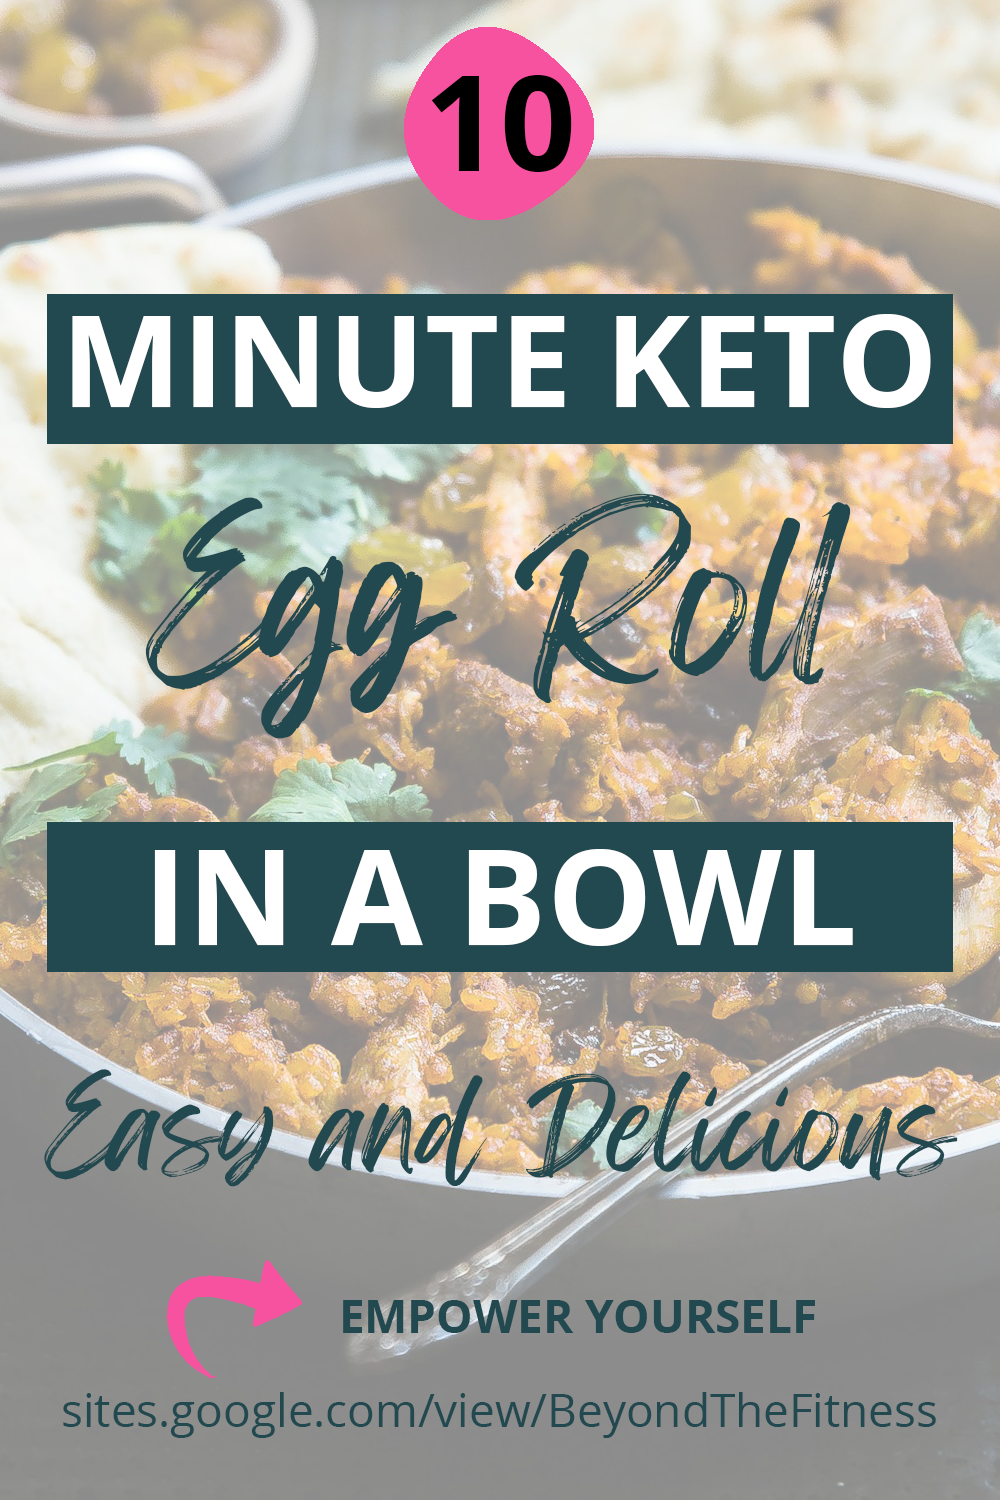 10
MINUTE KETO
Egg Roll
IN A BOWL
Easy and Delicious
EMPOWER YOURSELF
sites.google.com/view/BeyondTheFitness